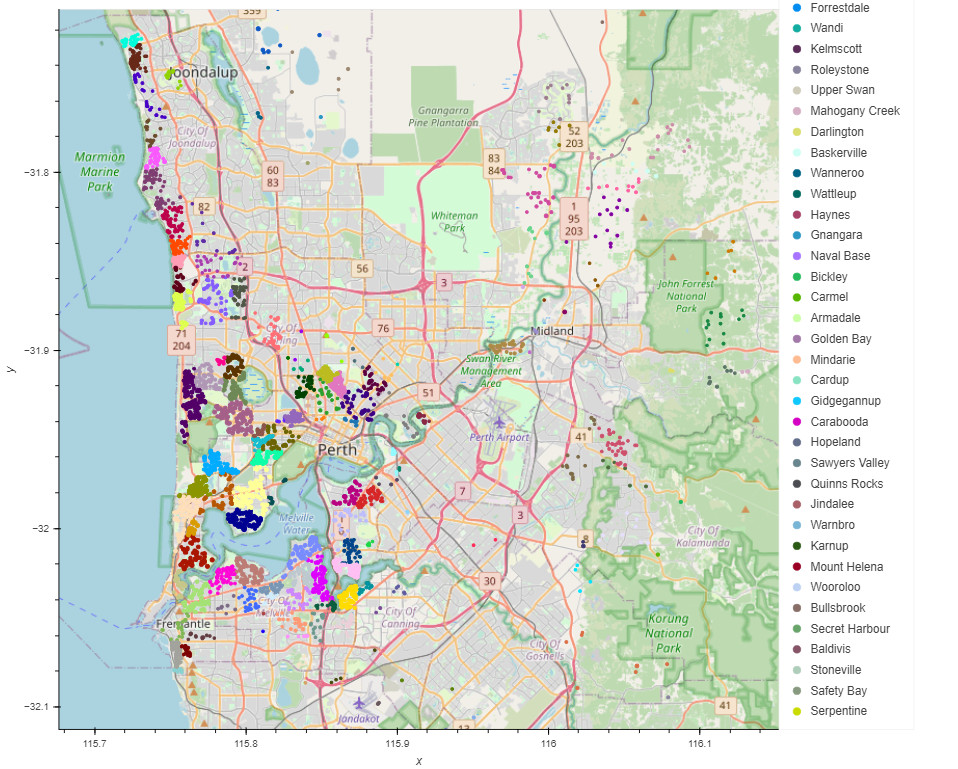 359
Joondalup
City Of
Joondalup
Marmion
Marine
Park
Gnangarra
Pine Plantation
52
203
83
84
60
83
82
1
95
203
Whiteman
Park
2
56
3
John Forrest
National
Park
76
71
204
Midland
Swan River
Management
Area
51
Perth
Perth Airport
41
7
3
Melville
Water
City Of
Kalamunda
30
Fremantle
City Of
Melville
City Of
Canning
Korung
National
Park
City Of
Gosnells
Jandakot
41
−31.8
−31.9
−32
−32.1
y
115.7
115.8
115.9
116
116.1
x
Forrestdale
Wandi
Kelmscott
Roleystone
Upper Swan
Mahogany Creek
Darlington
Baskerville
Wanneroo
Wattleup
Haynes
Gnangara
Naval Base
Bickley
Carmel
Armadale
Golden Bay
Mindarie
Cardup
Gidgegannup
Carabooda
Hopeland
Sawyers Valley
Quinns Rocks
Jindalee
Warnbro
Karnup
Mount Helena
Wooroloo
Bullsbrook
Secret Harbour
Baldivis
Stoneville
Safety Bay
Serpentine